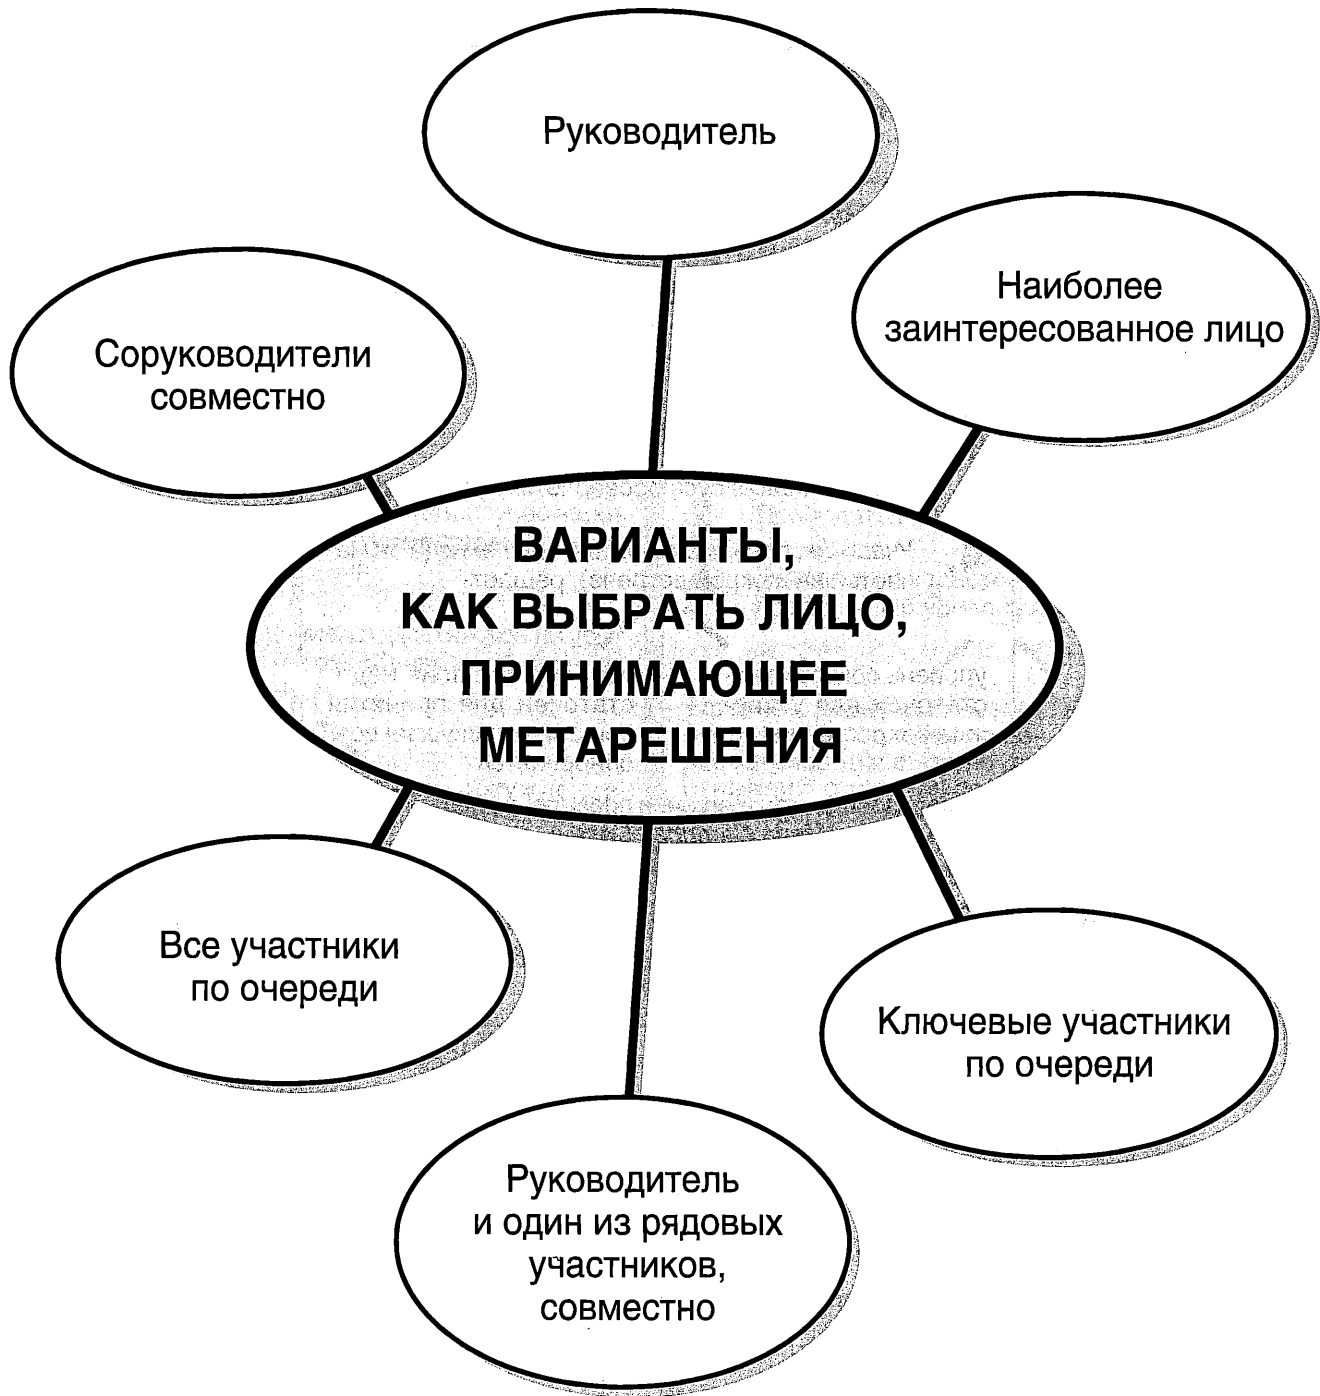 Руководитель
Наиболее
заинтересованное лицо
Соруководители
совместно
ВАРИАНТЫ,
КАК ВЫБРАТЬ ЛИЦО,
ПРИНИМАЮЩЕЕ
МЕТАРЕШЕНИЯ
Все участники
по очереди
Ключевые участники
по очереди
Руководитель
и один из рядовых
участников,
совместно